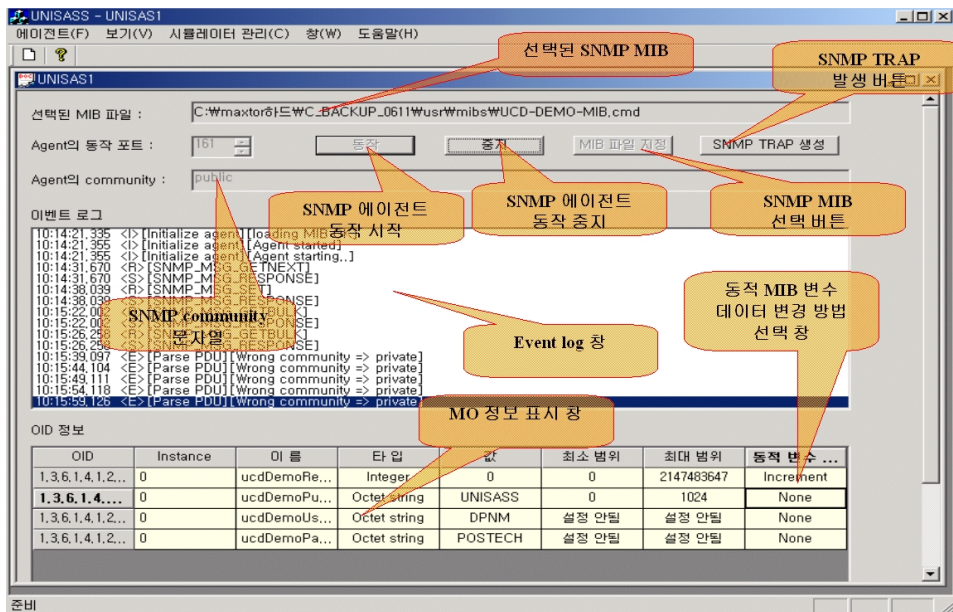 UNISASS - UNISAS1
에이전트(F) 보기(V) 시뮬레이터 관리(C) 창(W) 도움말(H)
선택된 SNMP MIB
SNMP TRAP
발생 버튼
UNISAS1
선택된 MIB 파일 :
C:₩maxtor하드₩C_BACKUP_0611₩usr₩mibs₩UCD-DEMO-MIB.cmd
Agent의 동작 포트 :
161
동작
중지
MIB 파일 지정
SNMP TRAP 생성
Agent의 community :
public
SNMP 에이전트
동작 시작
SNMP 에이전트
동작 중지
SNMP MIB
선택 버튼
이벤트 로그
10:14:21,335 <I> [Initialize agent][loading MIB
10:14:21,355 <I> [Initialize agent][Agent started]
10:14:21,355 <I> [Initialize agent][Agent starting..]
10:14:31,670 <R> [SNMP_MSG_GETNEXT]
10:14:31,670 <S> [SNMP_MSG_RESPONSE]
10:14:38,039 <R> [SNMP_MSG_SET]
10:14:38,039 <S> [SNMP_MSG_RESPONSE]
10:15:22,002 <R> [SNMP_MSG_GETBULK]
10:15:22,002 <S> [SNMP_MSG_RESPONSE]
10:15:26,258 <R> [SNMP_MSG_GETBULK]
10:15:26,258 <S> [SNMP_MSG_RESPONSE]
10:15:39,097 <E> [Parse PDU][Wrong community => private]
10:15:44,104 <E> [Parse PDU][Wrong community => private]
10:15:49,111 <E> [Parse PDU][Wrong community => private]
10:15:54,118 <E> [Parse PDU][Wrong community => private]
10:15:59,126 <E> [Parse PDU][Wrong community => private]
SNMP community
문자열
Event log 창
동적 MIB 변수
데이터 변경 방법
선택 창
MO 정보 표시 창
OID 정보
OID Instance 이 름 타 입 값 최소 범위 최대 범위 동적 변수 ...
1,3,6,1,4,1,2,.. 0 ucdDemoRe... Integer 0 0 2147483647 Increment
1,3,6,1,4,... 0 ucdDemoPu... Octet string UNISASS 0 1024 None
1,3,6,1,4,1,2,.. 0 ucdDemoUs... Octet string DPNM 설정 안됨 설정 안됨 None
1,3,6,1,4,1,2,.. 0 ucdDemoPa... Octet string POSTECH 설정 안됨 설정 안됨 None
준비